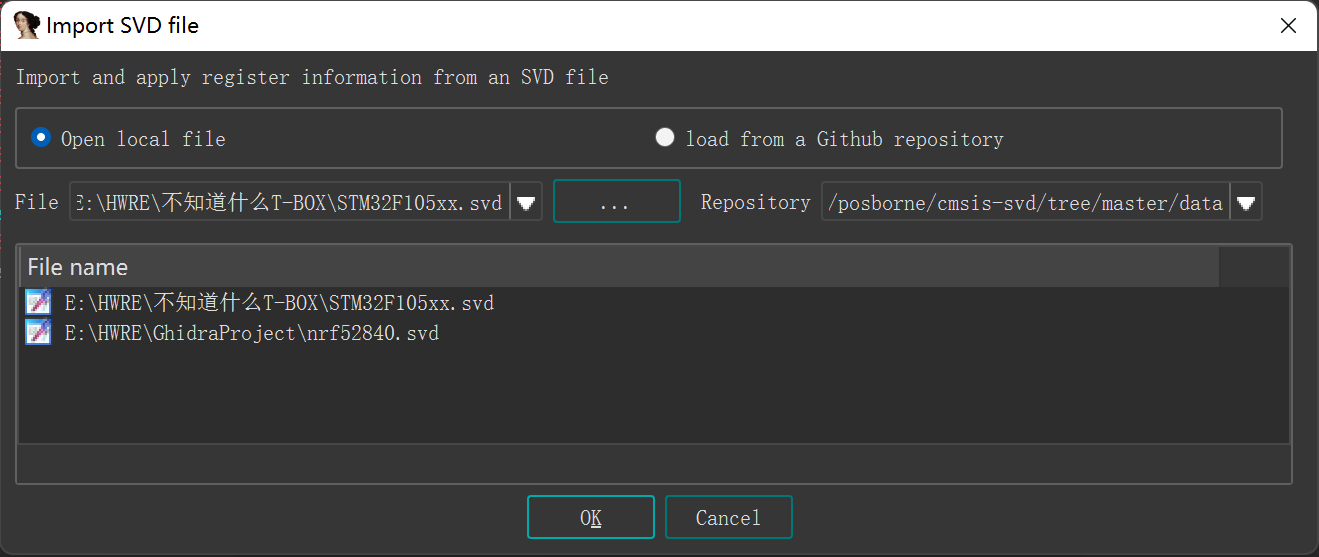 Import SVD file
Import and apply register information from an SVD file
Open local file load from a Github repository
File E:\HWRE\不知道什么T-BOX\STM32F105xx.svd ... Repository /posborne/cmsis-svd/tree/master/data
File name
E:\HWRE\不知道什么T-BOX\STM32F105xx.svd
E:\HWRE\GhidraProject\nrf52840.svd
OK Cancel